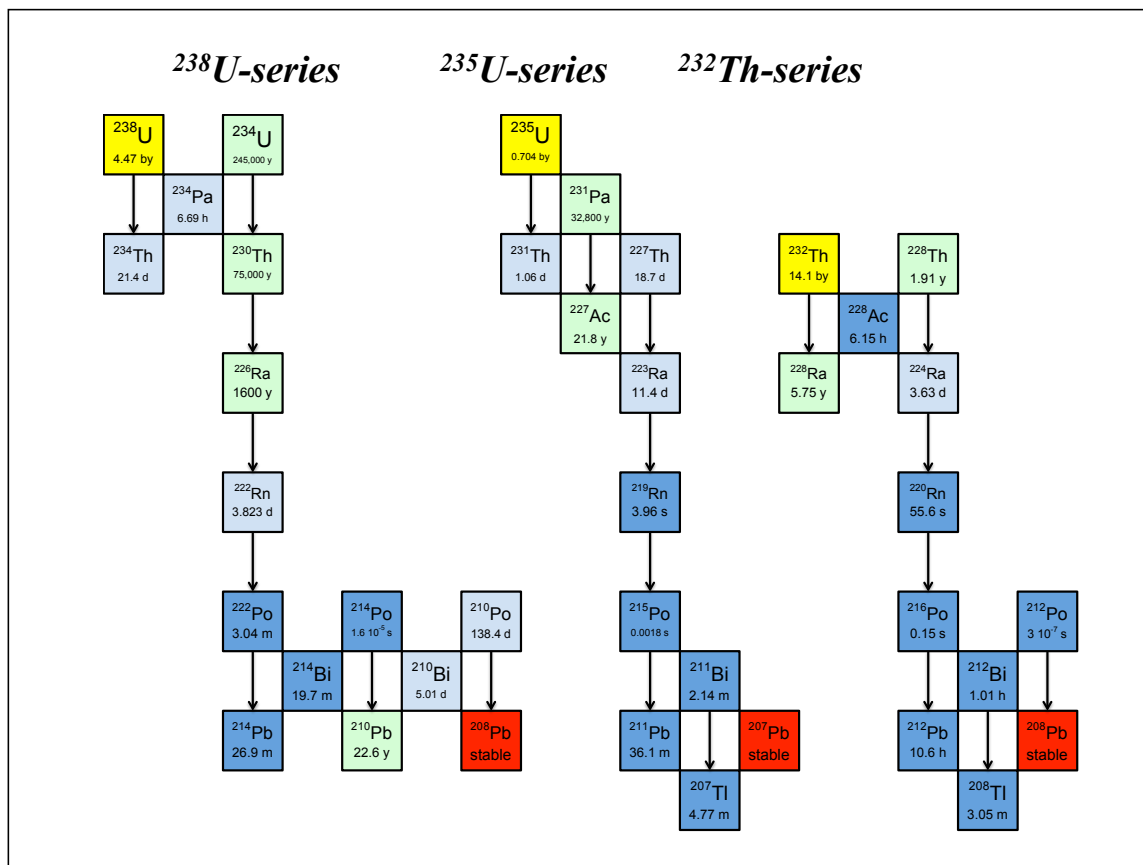 ²³⁸U-series ²³⁵U-series ²³²Th-series
²³⁸U ²³⁴U ²³⁵U
4.47 by 245,000 y 0.704 by
²³⁴Pa ²³¹Pa
6.69 h 32,800 y
²³⁴Th ²³⁰Th ²³¹Th ²²⁷Th ²³²Th ²²⁸Th
21.4 d 75,000 y 1.06 d 18.7 d 14.1 by 1.91 y
²²⁷Ac ²²⁸Ac
21.8 y 6.15 h
²²⁶Ra ²²³Ra ²²⁸Ra ²²⁴Ra
1600 y 11.4 d 5.75 y 3.63 d
²²²Rn ²¹⁹Rn ²²⁰Rn
3.823 d 3.96 s 55.6 s
²²²Po ²¹⁴Po ²¹⁰Po ²¹⁵Po ²¹⁶Po ²¹²Po
3.04 m 1.6 10⁻⁵ s 138.4 d 0.0018 s 0.15 s 3 10⁻⁷ s
²¹⁴Bi ²¹⁰Bi ²¹¹Bi ²¹²Bi
19.7 m 5.01 d 2.14 m 1.01 h
²¹⁴Pb ²¹⁰Pb ²⁰⁸Pb ²¹¹Pb ²⁰⁷Pb ²¹²Pb ²⁰⁸Pb
26.9 m 22.6 y stable 36.1 m stable 10.6 h stable
²⁰⁷Tl ²⁰⁸Tl
4.77 m 3.05 m